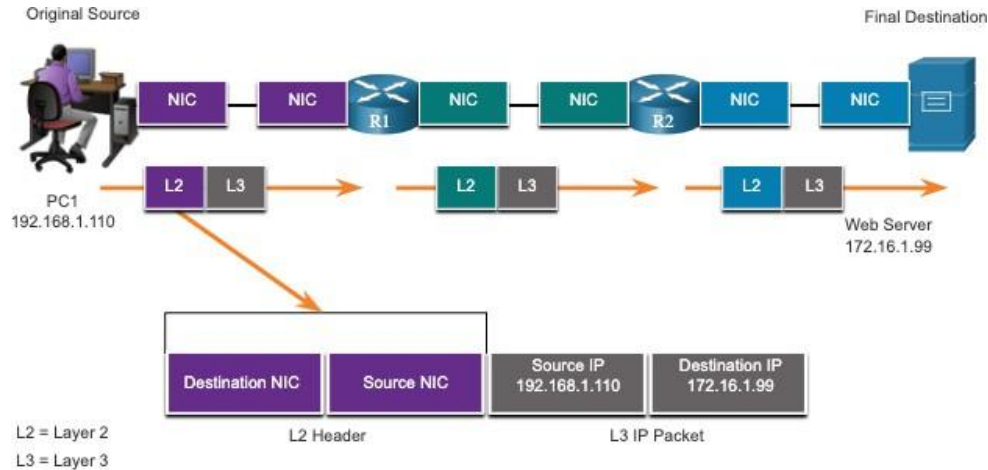 Original Source
Final Destination
NIC
NIC
R1
NIC
NIC
R2
NIC
NIC
L2
L3
L2
L3
L2
L3
PC1
192.168.1.110
Web Server
172.16.1.99
Destination NIC
Source NIC
Source IP
192.168.1.110
Destination IP
172.16.1.99
L2 = Layer 2
L2 Header
L3 IP Packet
L3 = Layer 3